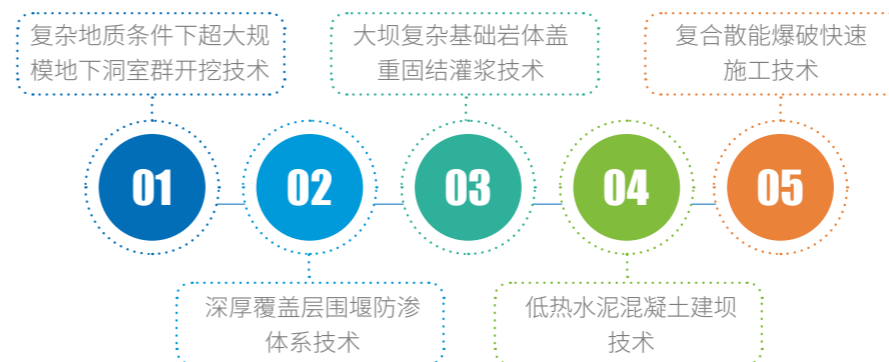 复杂地质条件下超大规
模地下洞室群开挖技术
大坝复杂基础岩体盖
重固结灌浆技术
复合散能爆破快速
施工技术
01
02
03
04
05
深厚覆盖层围堰防渗
体系技术
低热水泥混凝土建坝
技术